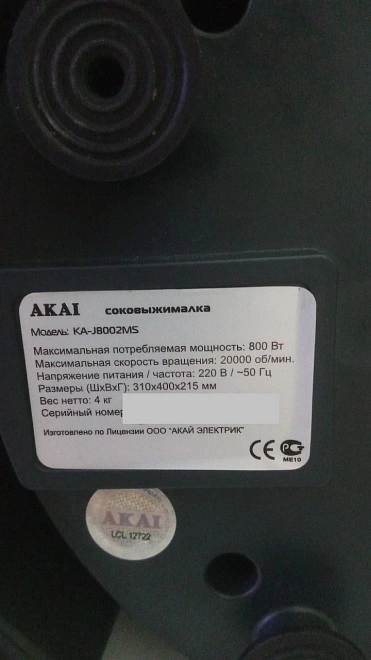 AKAI соковыжималка
Модель: KA-J8002MS
Максимальная потребляемая мощность: 800 Вт
Максимальная скорость вращения: 20000 об/мин.
Напряжение питания / частота: 220 В / ~50 Гц
Размеры (ШхВхГ): 310х400х215 мм
Вес нетто: 4 кг
Серийный номер
Изготовлено по Лицензии ООО "АКАЙ ЭЛЕКТРИК"
CE РСТ
ME10
AKAI
LCL 12722